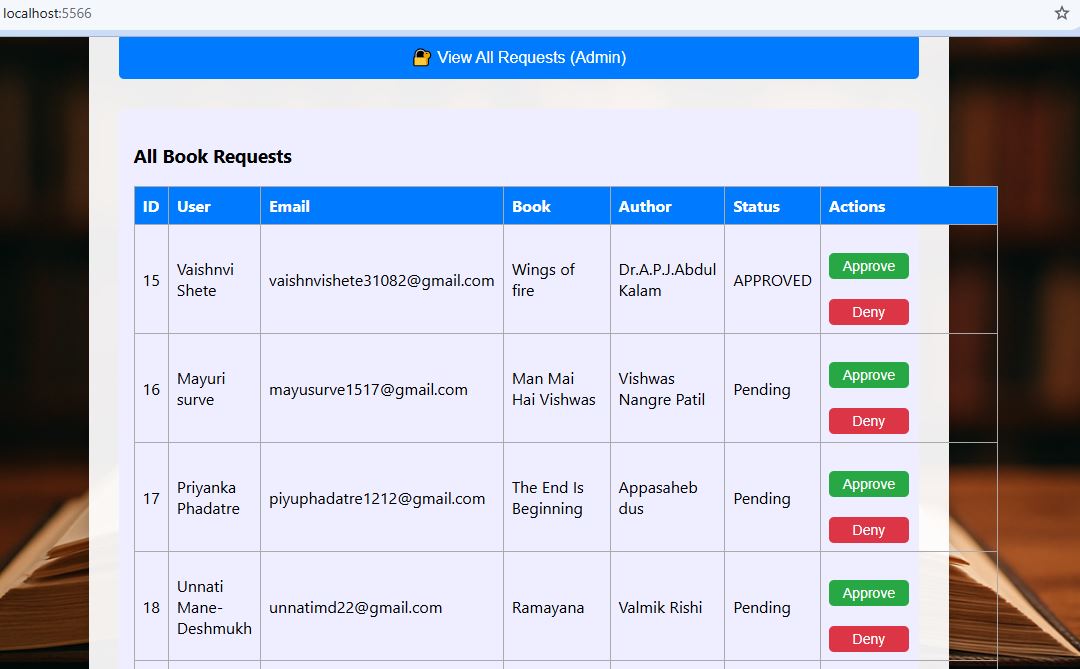 localhost:5566
View All Requests (Admin)
All Book Requests
ID User Email Book Author Status Actions
15 Vaishnvi Shete vaishnvishete31082@gmail.com Wings of fire Dr.A.P.J.Abdul Kalam APPROVED Approve Deny
16 Mayuri surve mayusurve1517@gmail.com Man Mai Hai Vishwas Vishwas Nangre Patil Pending Approve Deny
17 Priyanka Phadatre piyuphadatre1212@gmail.com The End Is Beginning Appasaheb dus Pending Approve Deny
18 Unnati Mane-Deshmukh unnatimd22@gmail.com Ramayana Valmik Rishi Pending Approve Deny